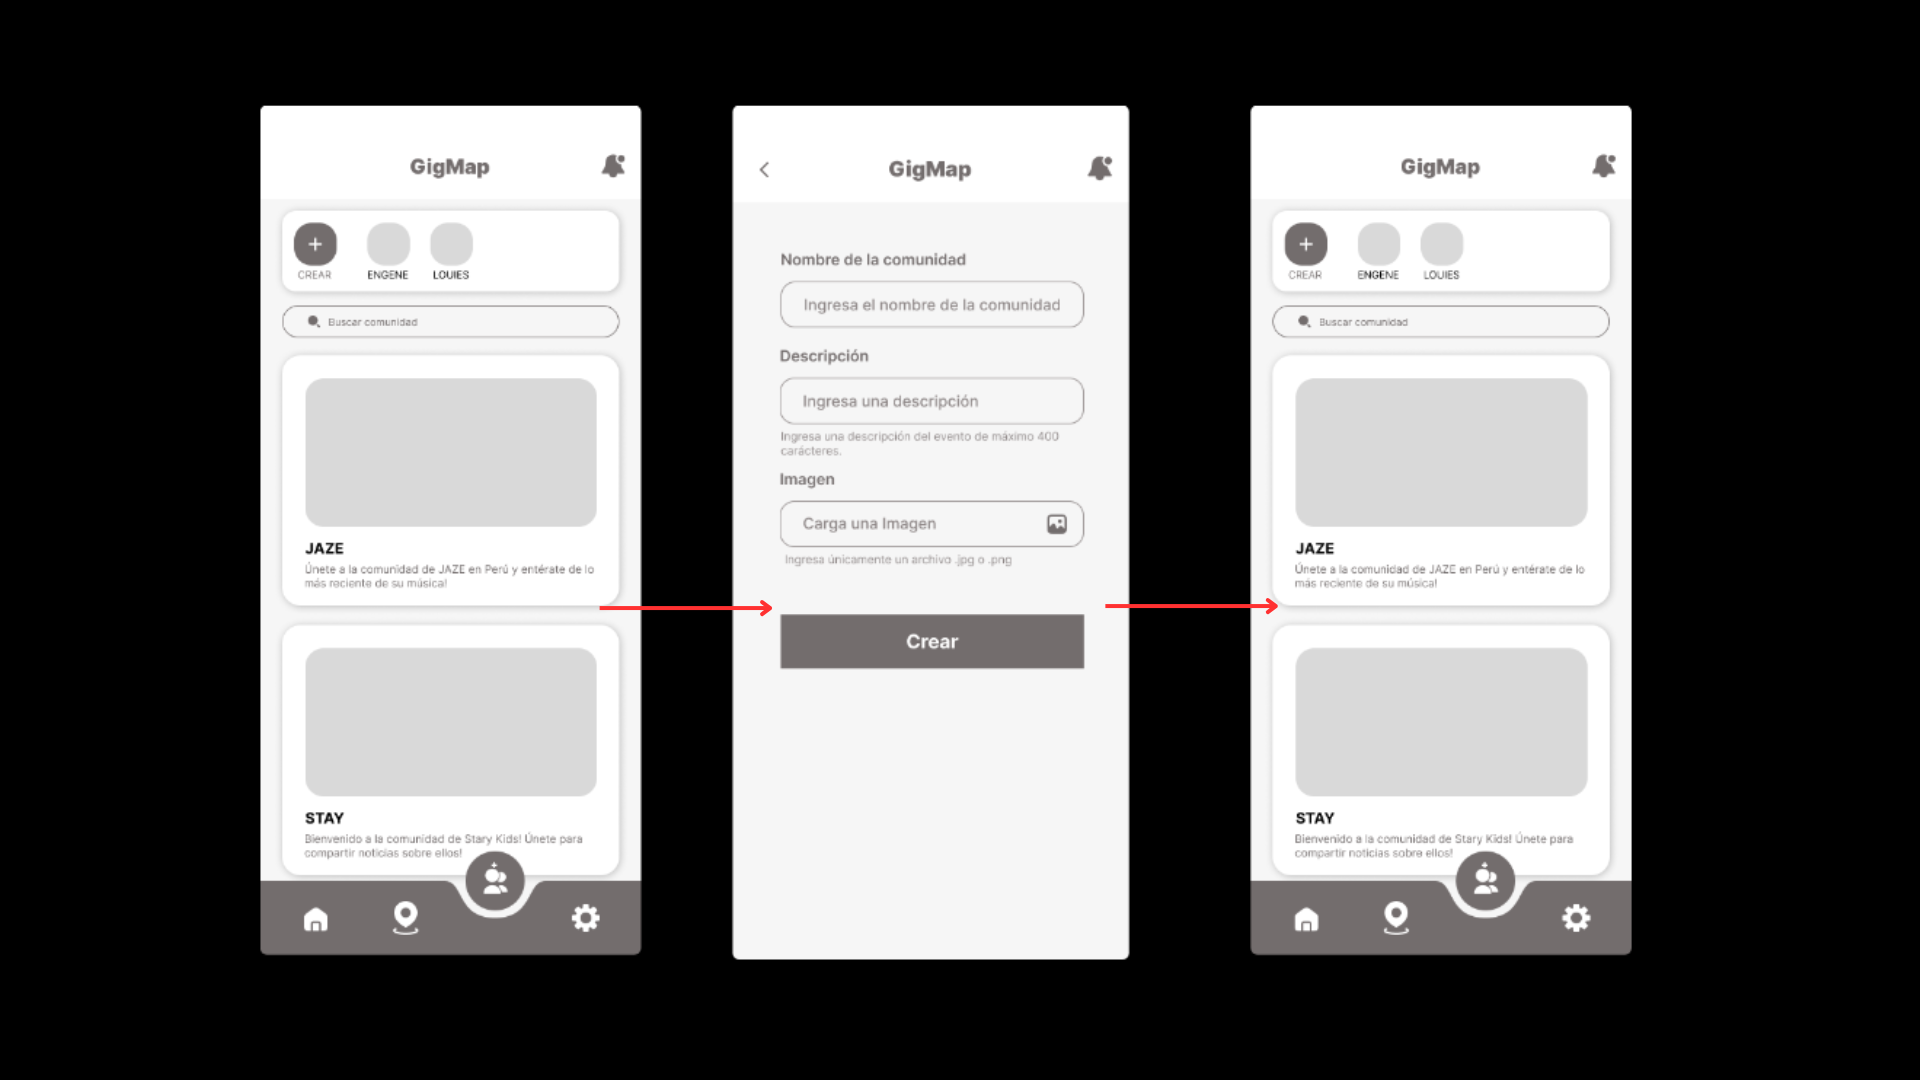 GigMap
+
CREAR
ENGENE
LOUIES
Buscar comunidad
JAZE
Únete a la comunidad de JAZE en Perú y entérate de lo
más reciente de su música!
STAY
Bienvenido a la comunidad de Stary Kids! Únete para
compartir noticias sobre ellos!
GigMap
Nombre de la comunidad
Ingresa el nombre de la comunidad
Descripción
Ingresa una descripción
Ingresa una descripción del evento de máximo 400
carácteres.
Imagen
Carga una Imagen
Ingresa únicamente un archivo .jpg o .png
Crear
GigMap
+
CREAR
ENGENE
LOUIES
Buscar comunidad
JAZE
Únete a la comunidad de JAZE en Perú y entérate de lo
más reciente de su música!
STAY
Bienvenido a la comunidad de Stary Kids! Únete para
compartir noticias sobre ellos!